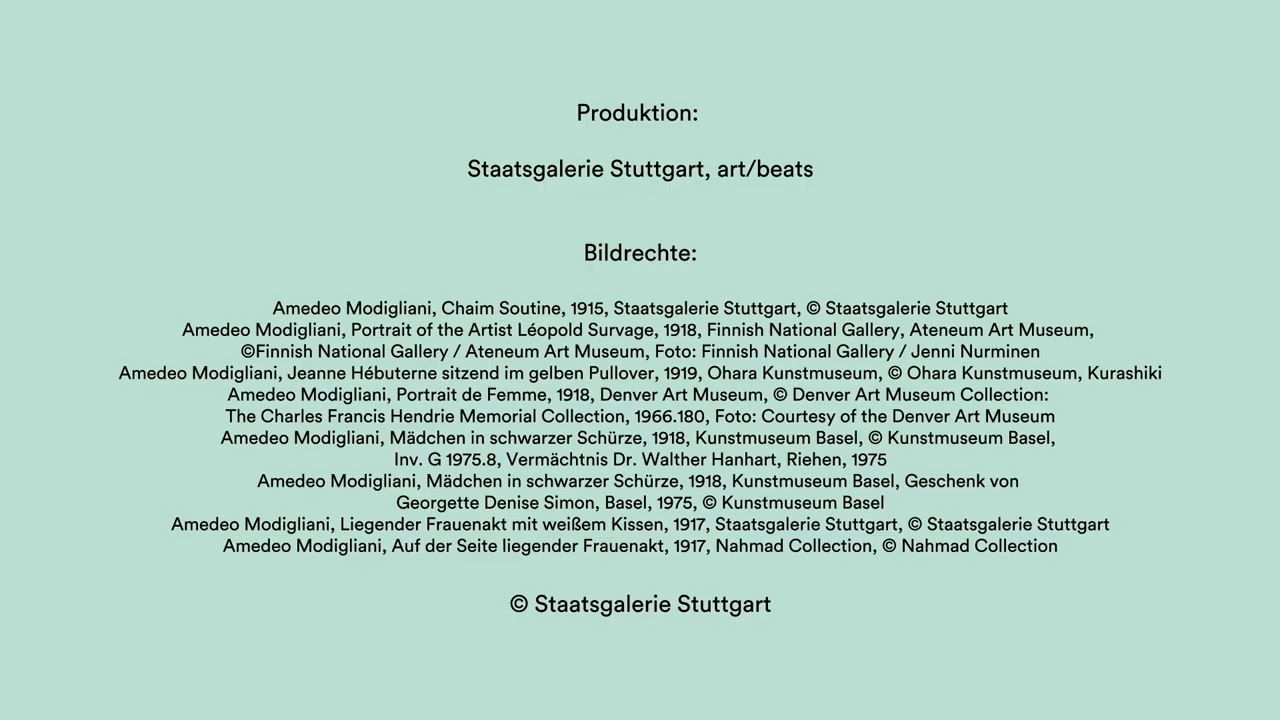 Produktion:
Staatsgalerie Stuttgart, art/beats
Bildrechte:
Amedeo Modigliani, Chaim Soutine, 1915, Staatsgalerie Stuttgart, © Staatsgalerie Stuttgart
Amedeo Modigliani, Portrait of the Artist Léopold Survage, 1918, Finnish National Gallery, Ateneum Art Museum,
©Finnish National Gallery / Ateneum Art Museum, Foto: Finnish National Gallery / Jenni Nurminen
Amedeo Modigliani, Jeanne Hébuterne sitzend im gelben Pullover, 1919, Ohara Kunstmuseum, © Ohara Kunstmuseum, Kurashiki
Amedeo Modigliani, Portrait de Femme, 1918, Denver Art Museum, © Denver Art Museum Collection:
The Charles Francis Hendrie Memorial Collection, 1966.180, Foto: Courtesy of the Denver Art Museum
Amedeo Modigliani, Mädchen in schwarzer Schürze, 1918, Kunstmuseum Basel, © Kunstmuseum Basel,
Inv. G 1975.8, Vermächtnis Dr. Walther Hanhart, Riehen, 1975
Amedeo Modigliani, Mädchen in schwarzer Schürze, 1918, Kunstmuseum Basel, Geschenk von
Georgette Denise Simon, Basel, 1975, © Kunstmuseum Basel
Amedeo Modigliani, Liegender Frauenakt mit weißem Kissen, 1917, Staatsgalerie Stuttgart, © Staatsgalerie Stuttgart
Amedeo Modigliani, Auf der Seite liegender Frauenakt, 1917, Nahmad Collection, © Nahmad Collection
© Staatsgalerie Stuttgart